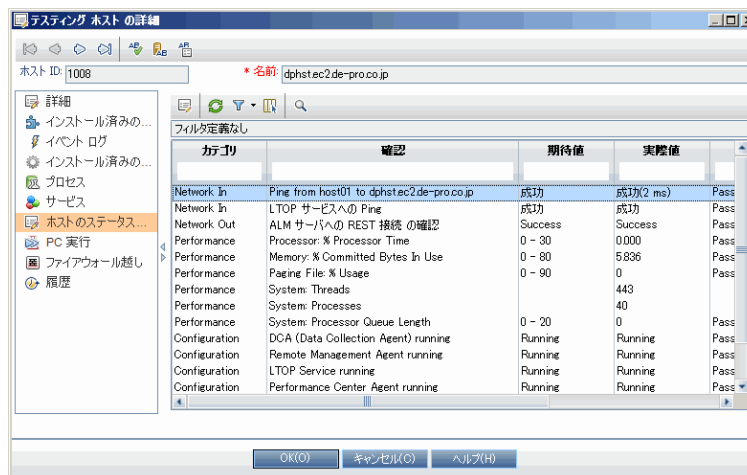 テスティング ホスト の詳細
ホスト ID: 1008
* 名前: dphst.ec2.de-pro.co.jp
詳細
インストール済みの...
イベント ログ
インストール済みの...
プロセス
サービス
ホストのステータス...
PC 実行
ファイアウォール越し
履歴
フィルタ定義なし
カテゴリ 確認 期待値 実際値
Network In Ping from host01 to dphst.ec2.de-pro.co.jp 成功 成功(2 ms) Pass
Network In LTOP サービスへの Ping 成功 成功 Pass
Network Out ALM サーバへの REST 接続 の確認 Success Success Pass
Performance Processor: % Processor Time 0 - 30 0.000 Pass
Performance Memory: % Committed Bytes In Use 0 - 80 5.836 Pass
Performance Paging File: % Usage 0 - 90 0 Pass
Performance System: Threads 443
Performance System: Processes 40
Performance System: Processor Queue Length 0 - 20 0 Pass
Configuration DCA (Data Collection Agent) running Running Running Pass
Configuration Remote Management Agent running Running Running Pass
Configuration LTOP Service running Running Running Pass
Configuration Performance Center Agent running Running Running Pass
OK(O) キャンセル(C) ヘルプ(H)